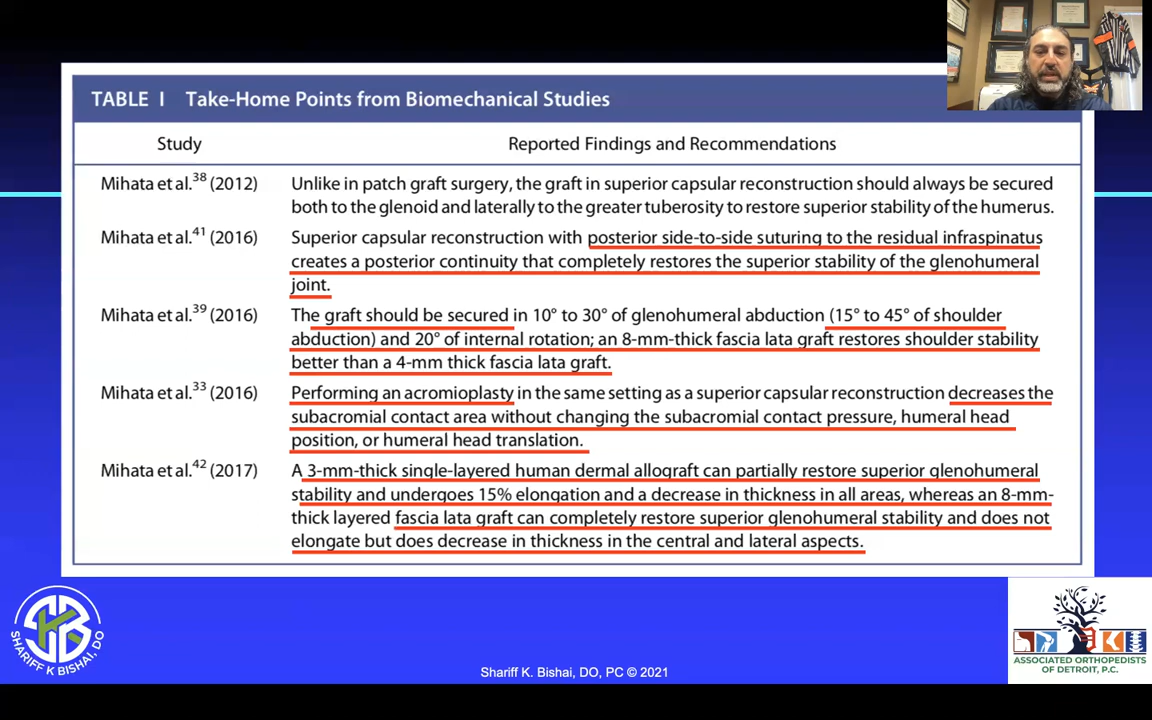 TABLE I Take-Home Points from Biomechanical Studies
Study Reported Findings and Recommendations
Mihata et al.38 (2012) Unlike in patch graft surgery, the graft in superior capsular reconstruction should always be secured
both to the glenoid and laterally to the greater tuberosity to restore superior stability of the humerus.
Mihata et al.41 (2016) Superior capsular reconstruction with posterior side-to-side suturing to the residual infraspinatus
creates a posterior continuity that completely restores the superior stability of the glenohumeral
joint.
Mihata et al.39 (2016) The graft should be secured in 10° to 30° of glenohumeral abduction (15° to 45° of shoulder
abduction) and 20° of internal rotation; an 8-mm-thick fascia lata graft restores shoulder stability
better than a 4-mm thick fascia lata graft.
Mihata et al.33 (2016) Performing an acromioplasty in the same setting as a superior capsular reconstruction decreases the
subacromial contact area without changing the subacromial contact pressure, humeral head
position, or humeral head translation.
Mihata et al.42 (2017) A 3-mm-thick single-layered human dermal allograft can partially restore superior glenohumeral
stability and undergoes 15% elongation and a decrease in thickness in all areas, whereas an 8-mm-
thick layered fascia lata graft can completely restore superior glenohumeral stability and does not
elongate but does decrease in thickness in the central and lateral aspects.
SKB
SHARIFF K BISHAI, DO
Shariff K. Bishai, DO, PC © 2021
ASSOCIATED ORTHOPEDISTS
OF DETROIT, P.C.